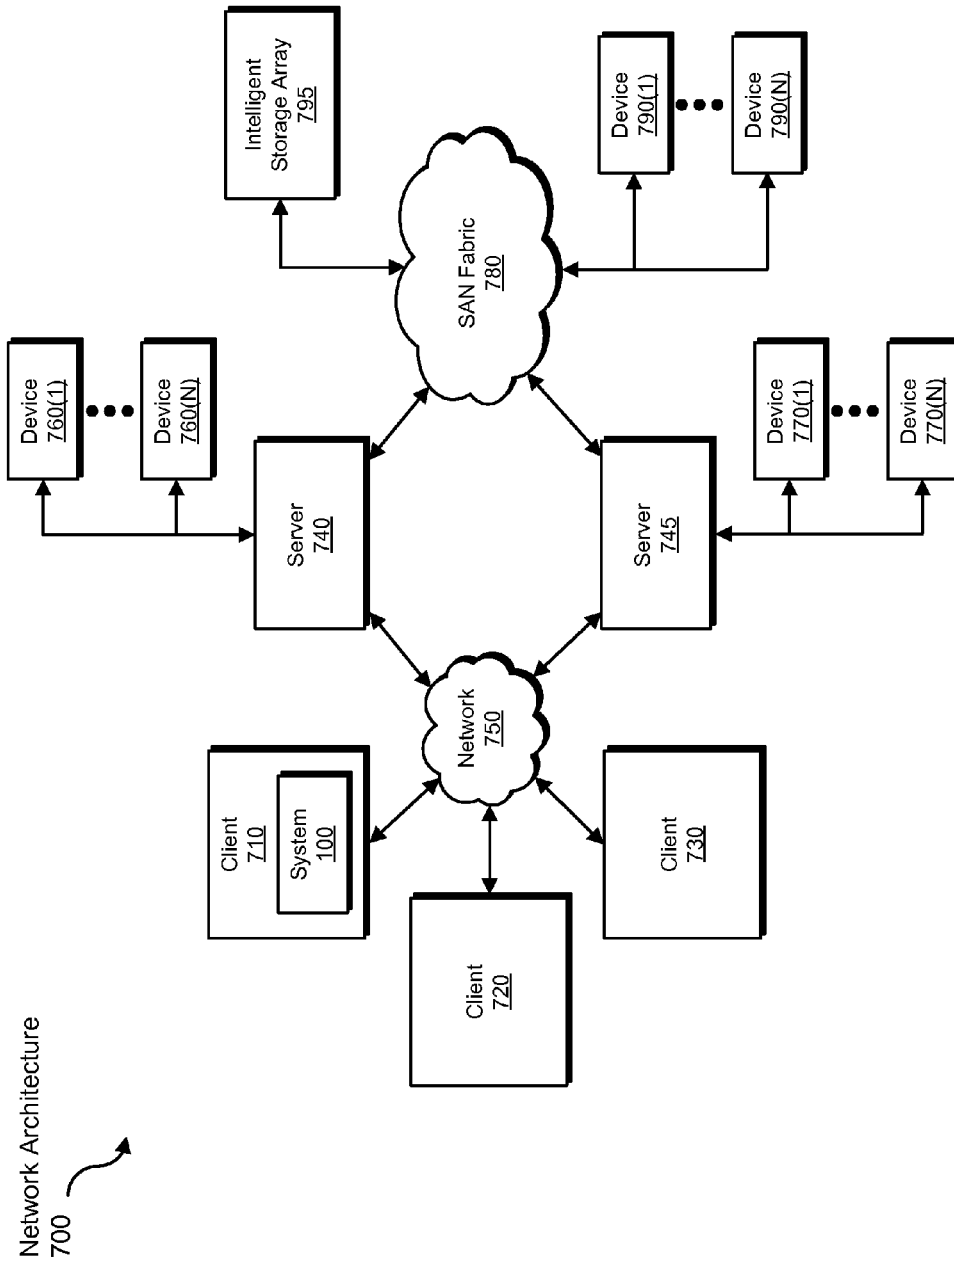 Network Architecture
700
Client
710
System
100
Client
720
Client
730
Network
750
Server
740
Server
745
Device
760(1)
Device
760(N)
Device
770(1)
Device
770(N)
SAN Fabric
780
Intelligent
Storage Array
795
Device
790(1)
Device
790(N)